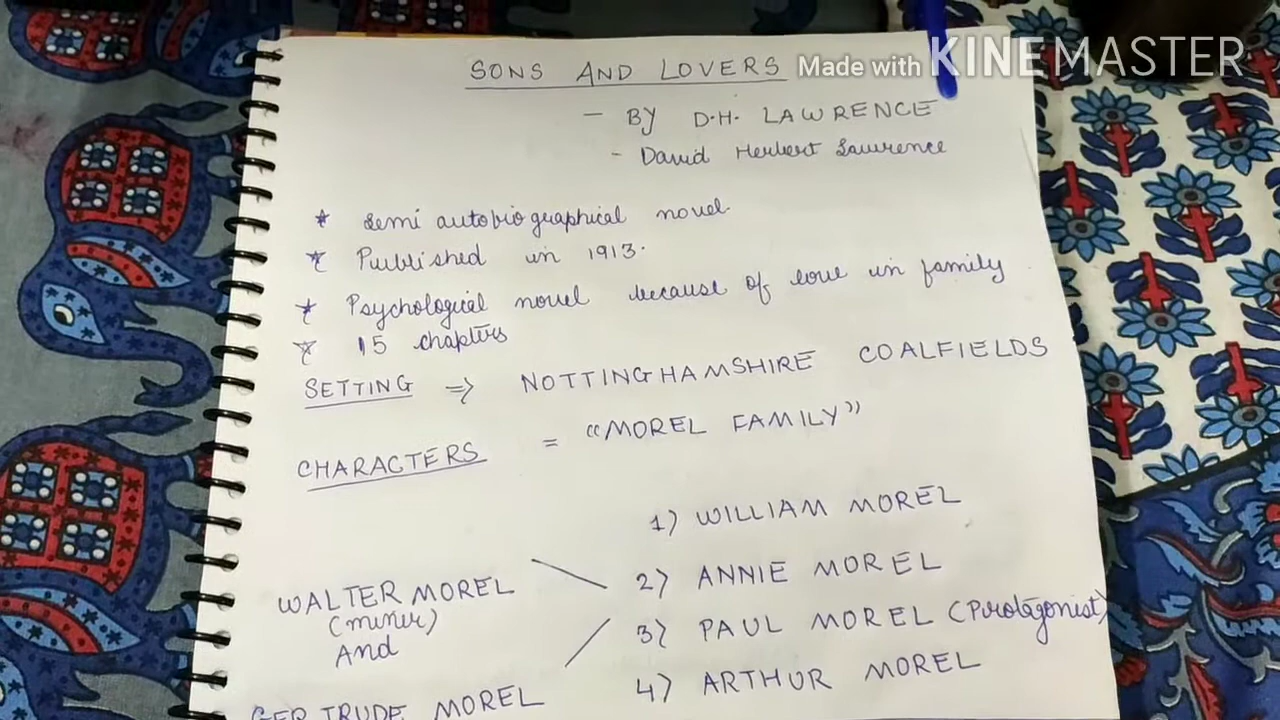 SONS AND LOVERS
Made with KINEMASTER
- BY D.H. LAWRENCE
- David Herbert Lawrence
* Semi autobiographical novel.
* Published in 1913.
* Psychological novel because of love in family
* 15 chapters
SETTING => NOTTINGHAMSHIRE COALFIELDS
CHARACTERS = "MOREL FAMILY"
1) WILLIAM MOREL
2) ANNIE MOREL
3) PAUL MOREL (Protagonist)
4) ARTHUR MOREL
WALTER MOREL
(miner)
And
GERTRUDE MOREL